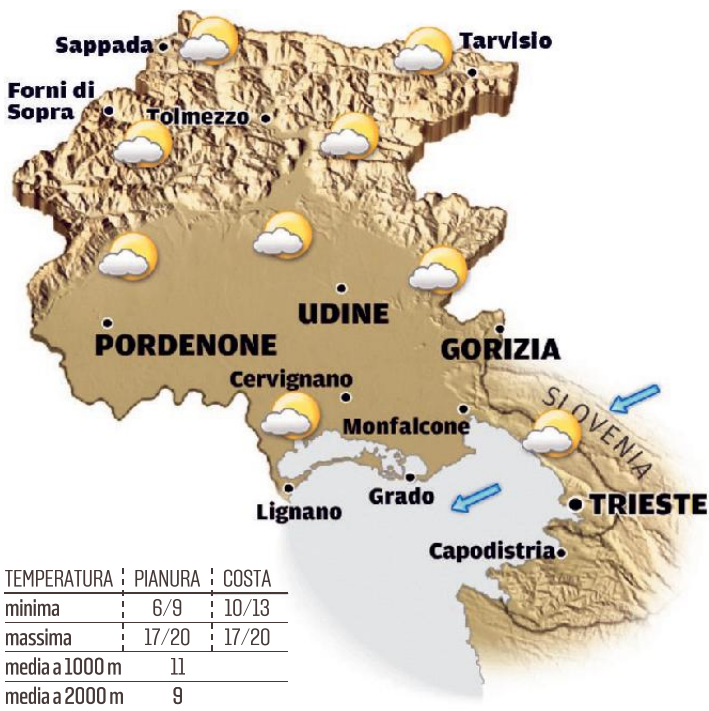 Sappada
Tarvisio
Forni di
Sopra
Tolmezzo
UDINE
PORDENONE
GORIZIA
Cervignano
SLOVENIA
Monfalcone
Grado
Lignano
TRIESTE
Capodistria
TEMPERATURA PIANURA COSTA
minima 6/9 10/13
massima 17/20 17/20
media a 1000 m 11
media a 2000 m 9